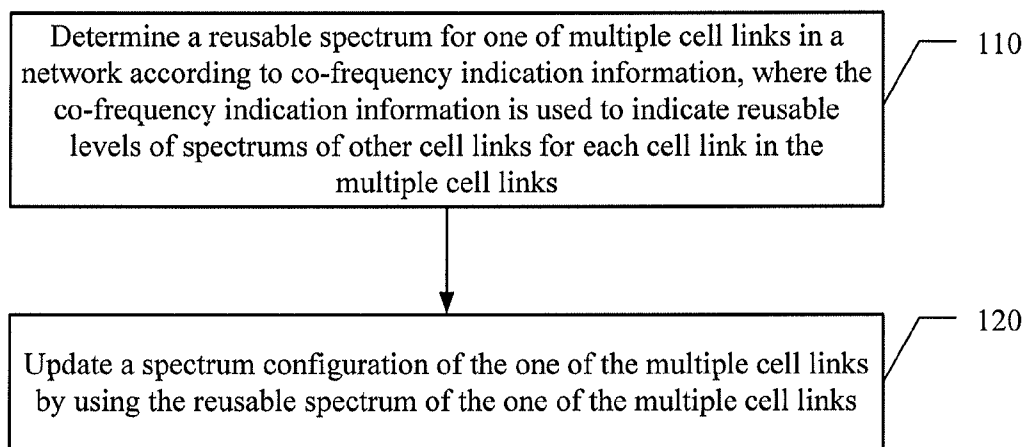 Determine a reusable spectrum for one of multiple cell links in a
network according to co-frequency indication information, where the
co-frequency indication information is used to indicate reusable
levels of spectrums of other cell links for each cell link in the
multiple cell links
110
Update a spectrum configuration of the one of the multiple cell links
by using the reusable spectrum of the one of the multiple cell links
120